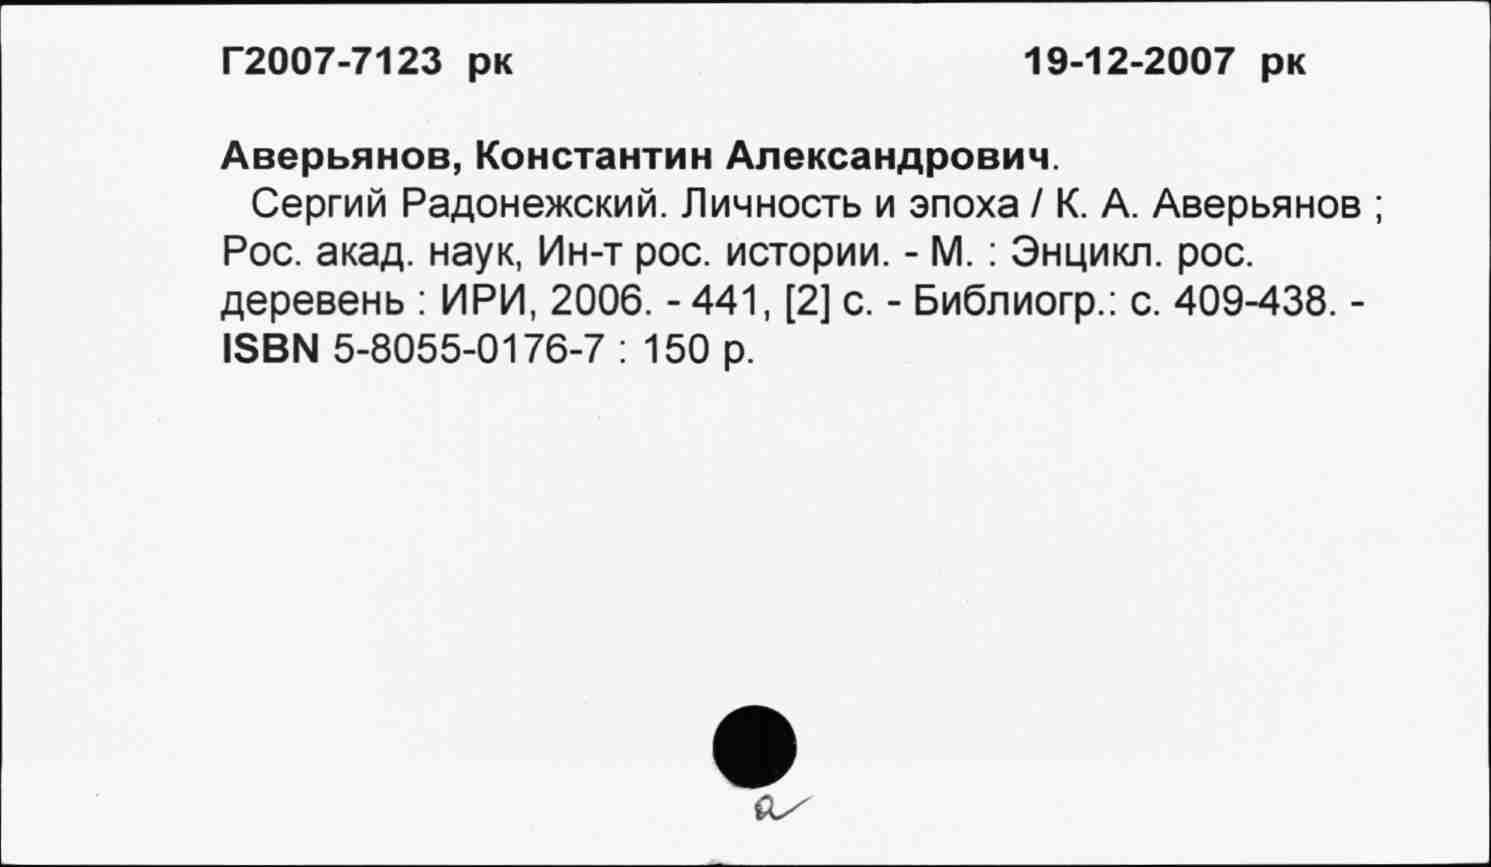 Г2007-7123 рк 19-12-2007 рк
Аверьянов, Константин Александрович.
Сергий Радонежский. Личность и эпоха / К. А. Аверьянов ;
Рос. акад. наук, Ин-т рос. истории. - М. : Энцикл. рос.
деревень : ИРИ, 2006. - 441, [2] с. - Библиогр.: с. 409-438. -
ISBN 5-8055-0176-7 : 150 р.
а